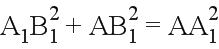 A₁B₁² + AB₁² = AA₁²